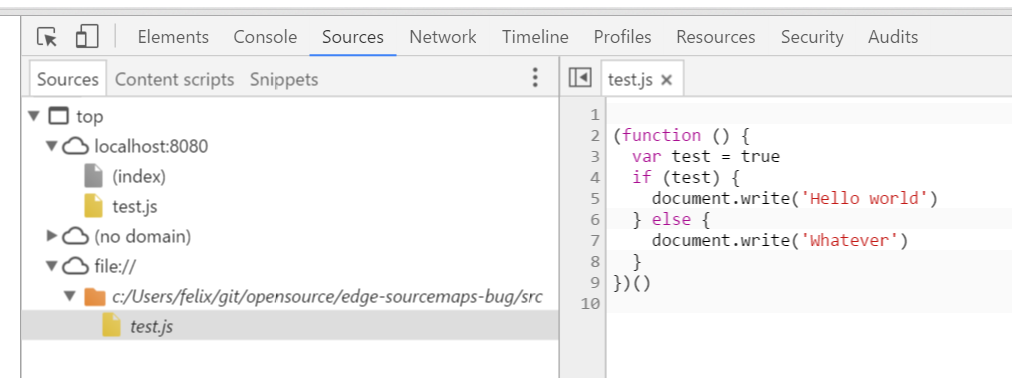 Elements Console Sources Network Timeline Profiles Resources Security Audits
Sources Content scripts Snippets
test.js ×
top
localhost:8080
(index)
test.js
(no domain)
file://
c:/Users/felix/git/opensource/edge-sourcemaps-bug/src
test.js
1
2 (function () {
3   var test = true
4   if (test) {
5     document.write('Hello world')
6   } else {
7     document.write('Whatever')
8   }
9 })()
10